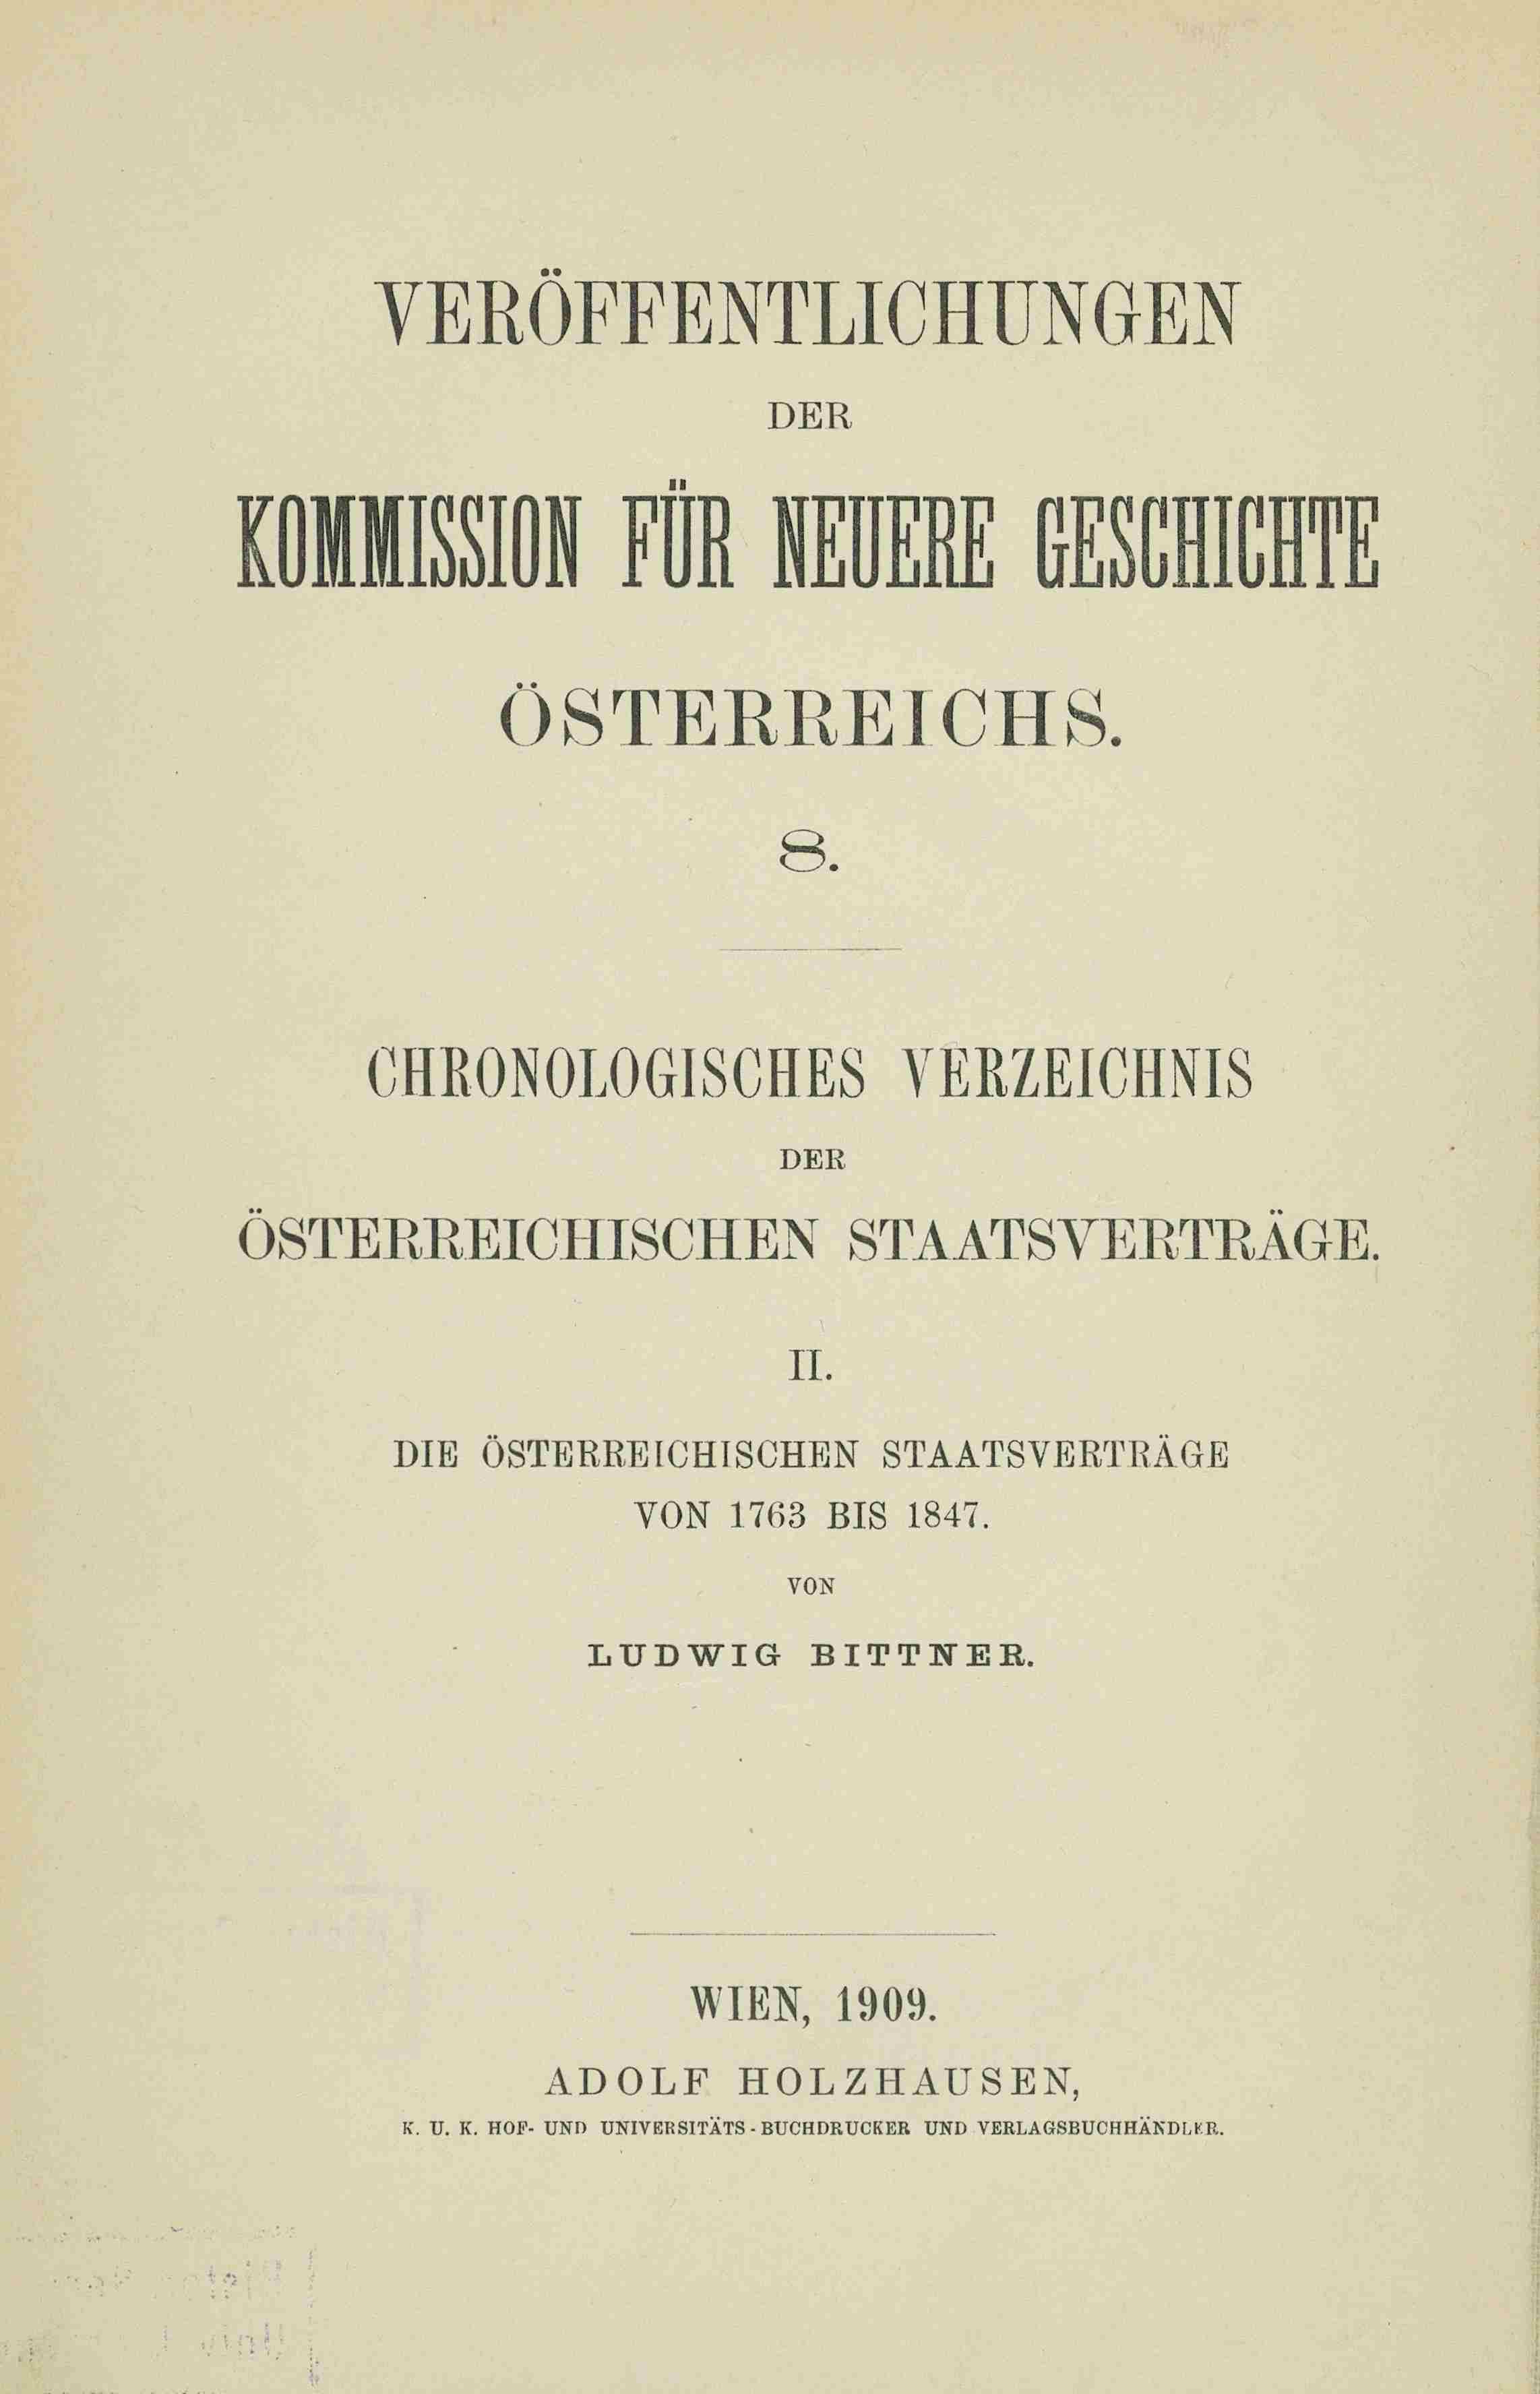 VERÖFFENTLICHUNGEN
DER
KOMMISSION FÜR NEUERE GESCHICHTE
ÖSTERREICHS.
8.
CHRONOLOGISCHES VERZEICHNIS
DER
ÖSTERREICHISCHEN STAATSVERTRÄGE.
II.
DIE ÖSTERREICHISCHEN STAATSVERTRÄGE
VON 1763 BIS 1847.
VON
LUDWIG BITTNER.
WIEN, 1909.
ADOLF HOLZHAUSEN,
K. U. K. HOF- UND UNIVERSITÄTS-BUCHDRUCKER UND VERLAGSBUCHHÄNDLER.